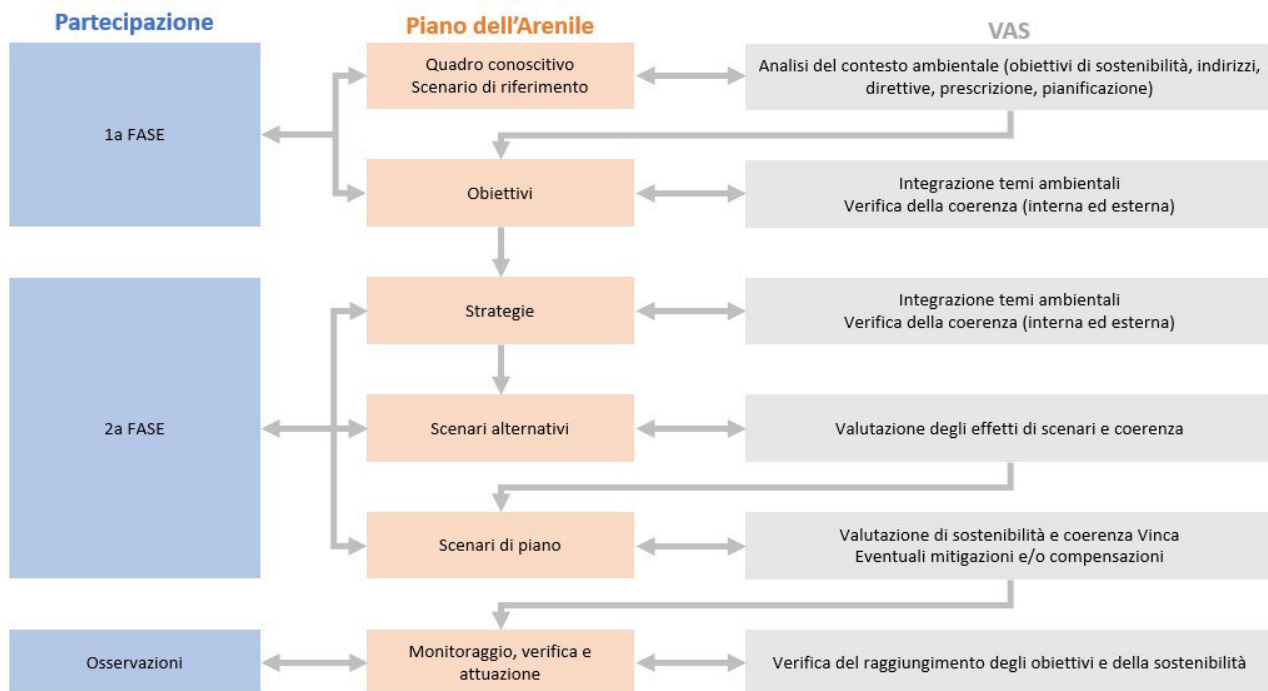 Partecipazione
Piano dell'Arenile
VAS
1a FASE
Quadro conoscitivo
Scenario di riferimento
Analisi del contesto ambientale (obiettivi di sostenibilità, indirizzi,
direttive, prescrizione, pianificazione)
Obiettivi
Integrazione temi ambientali
Verifica della coerenza (interna ed esterna)
2a FASE
Strategie
Integrazione temi ambientali
Verifica della coerenza (interna ed esterna)
Scenari alternativi
Valutazione degli effetti di scenari e coerenza
Scenari di piano
Valutazione di sostenibilità e coerenza Vinca
Eventuali mitigazioni e/o compensazioni
Osservazioni
Monitoraggio, verifica e
attuazione
Verifica del raggiungimento degli obiettivi e della sostenibilità